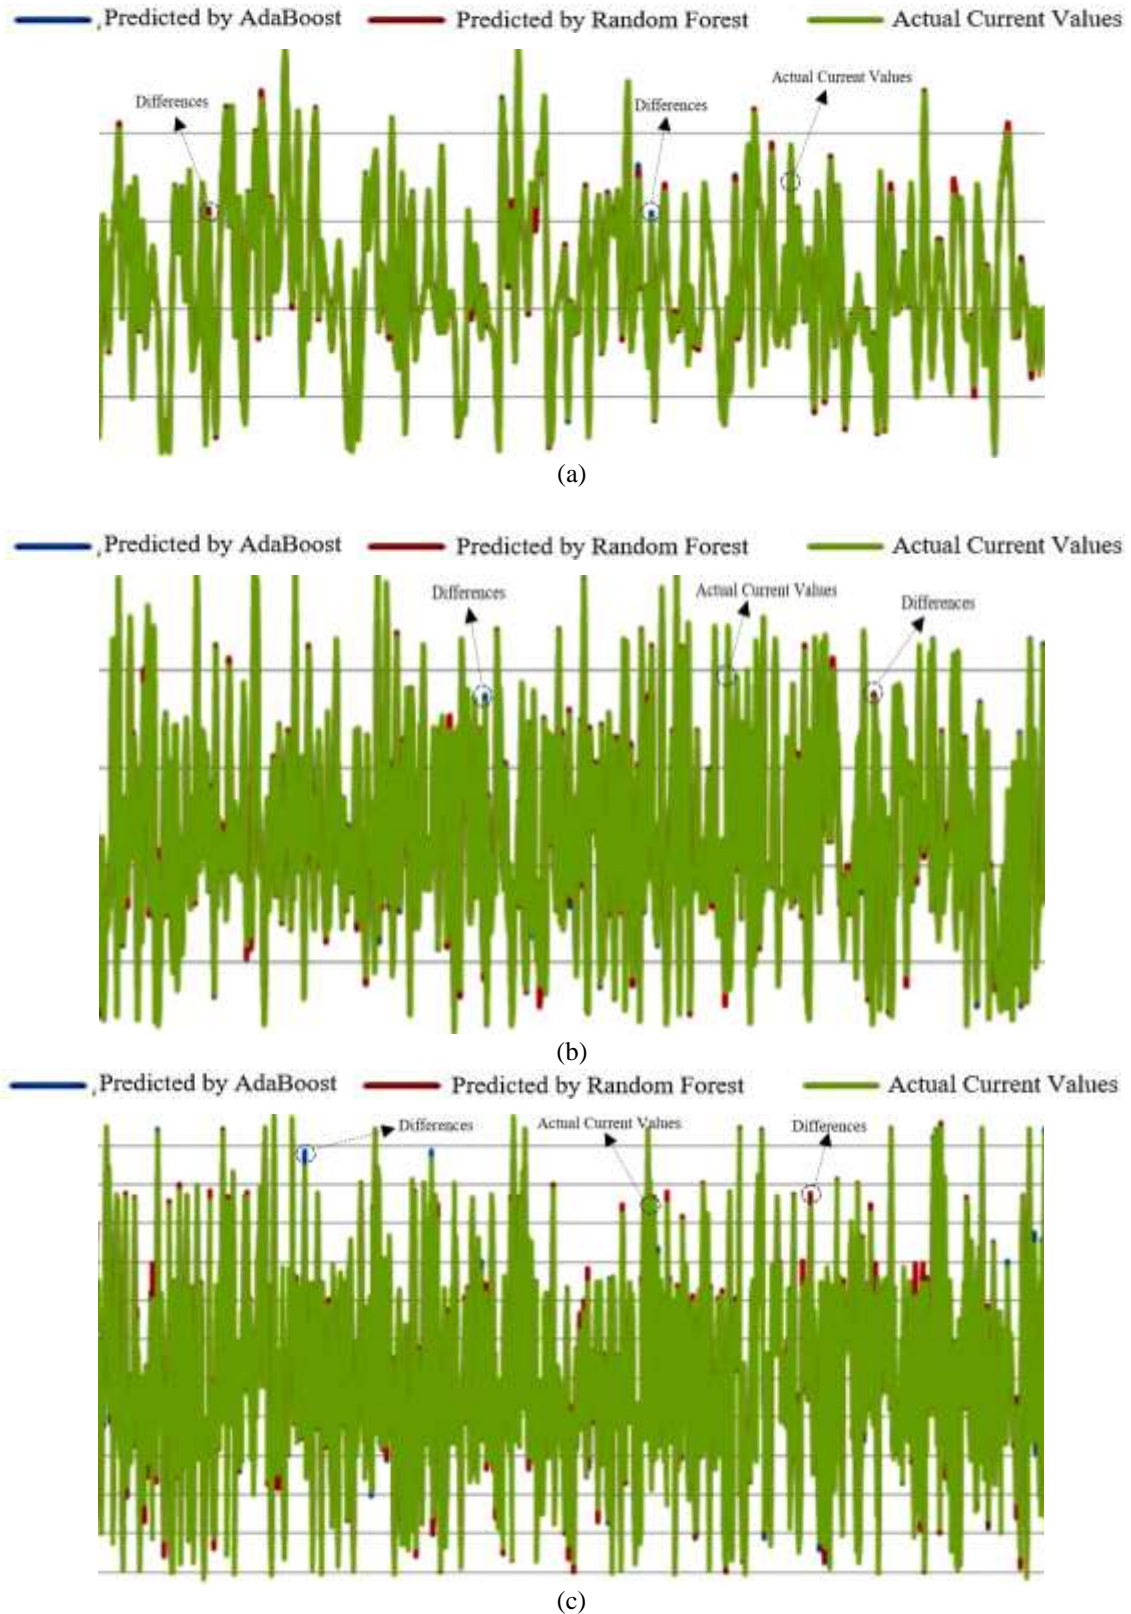 Predicted by AdaBoost Predicted by Random Forest Actual Current Values
Actual Current Values
Differences Differences
(a)
Predicted by AdaBoost Predicted by Random Forest Actual Current Values
Differences Actual Current Values Differences
(b)
Predicted by AdaBoost Predicted by Random Forest Actual Current Values
Differences Actual Current Values Differences
(c)